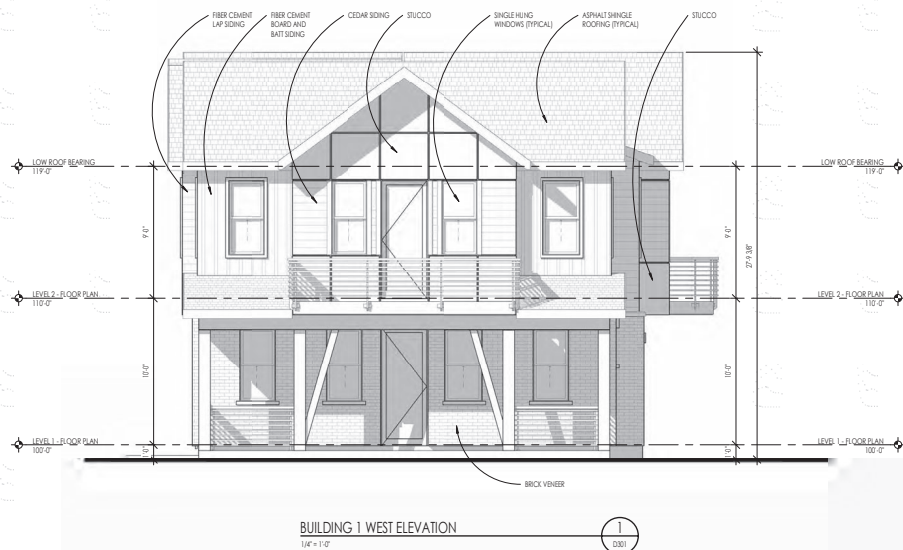 FIBER CEMENT
LAP SIDING
FIBER CEMENT
BOARD AND
BATT SIDING
CEDAR SIDING
STUCCO
SINGLE HUNG
WINDOWS (TYPICAL)
ASPHALT SHINGLE
ROOFING (TYPICAL)
STUCCO
LOW ROOF BEARING
119'-0"
LOW ROOF BEARING
119'-0"
9'-0"
9'-0"
27'-9 3/8"
LEVEL 2 - FLOOR PLAN
110'-0"
LEVEL 2 - FLOOR PLAN
110'-0"
10'-0"
10'-0"
LEVEL 1 - FLOOR PLAN
100'-0"
LEVEL 1 - FLOOR PLAN
100'-0"
1'-0"
1'-0"
BRICK VENEER
BUILDING 1 WEST ELEVATION
1/4" = 1'-0"
1
D301